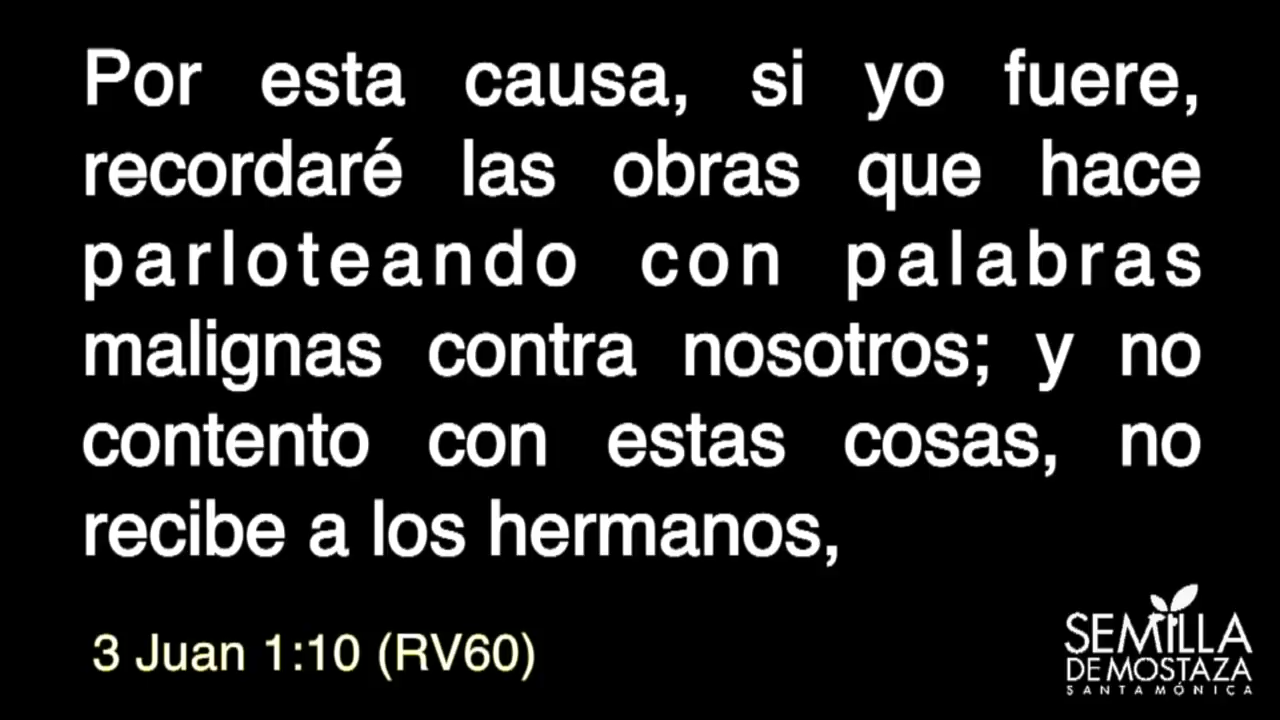 Por esta causa, si yo fuere,
recordaré las obras que hace
parloteando con palabras
malignas contra nosotros; y no
contento con estas cosas, no
recibe a los hermanos,
3 Juan 1:10 (RV60)
SEMILLA
DE MOSTAZA
SANTA MÓNICA